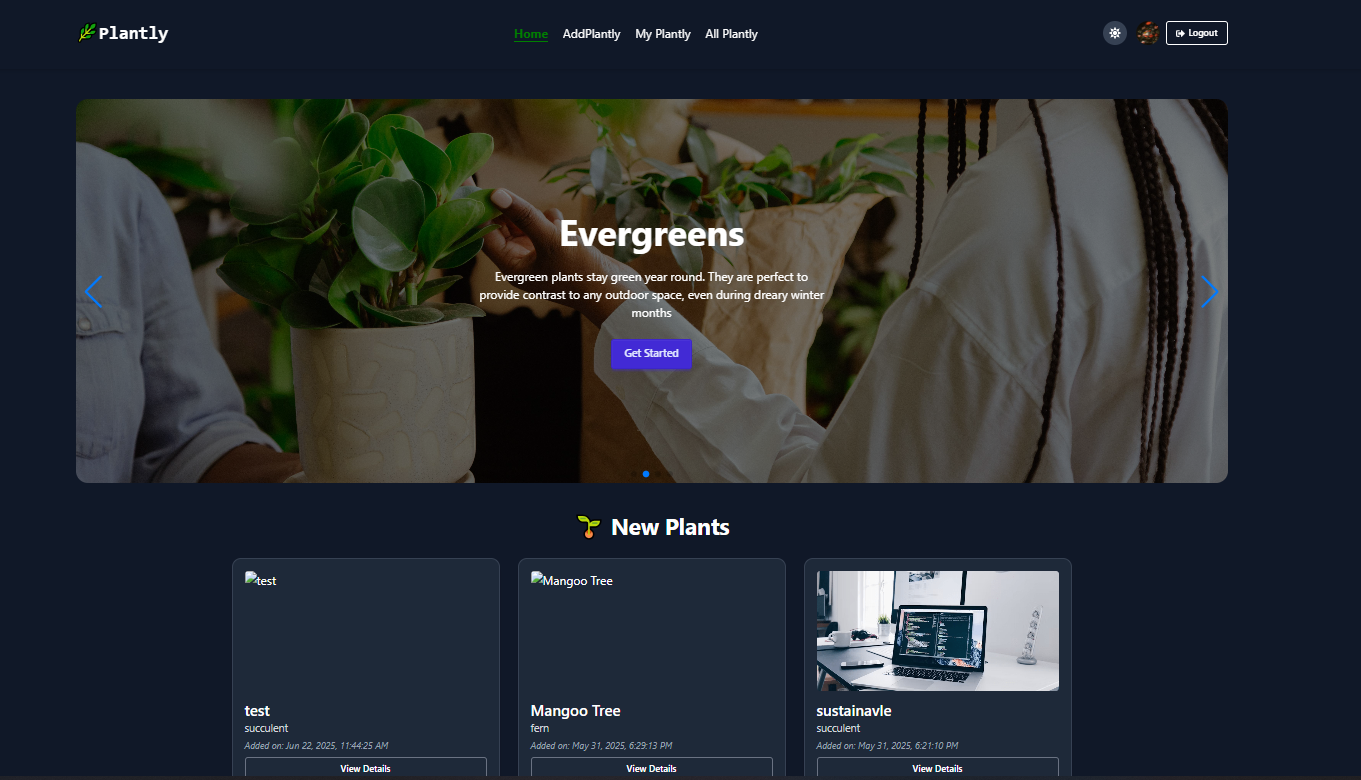 Plantly
Home AddPlantly My Plantly All Plantly
Logout
Evergreens
Evergreen plants stay green year round. They are perfect to
provide contrast to any outdoor space, even during dreary winter
months
Get Started
New Plants
test
Mangoo Tree
test
succulent
Added on: Jun 22, 2025, 11:44:25 AM
View Details
Mangoo Tree
fern
Added on: May 31, 2025, 6:29:13 PM
View Details
sustainavle
succulent
Added on: May 31, 2025, 6:21:10 PM
View Details